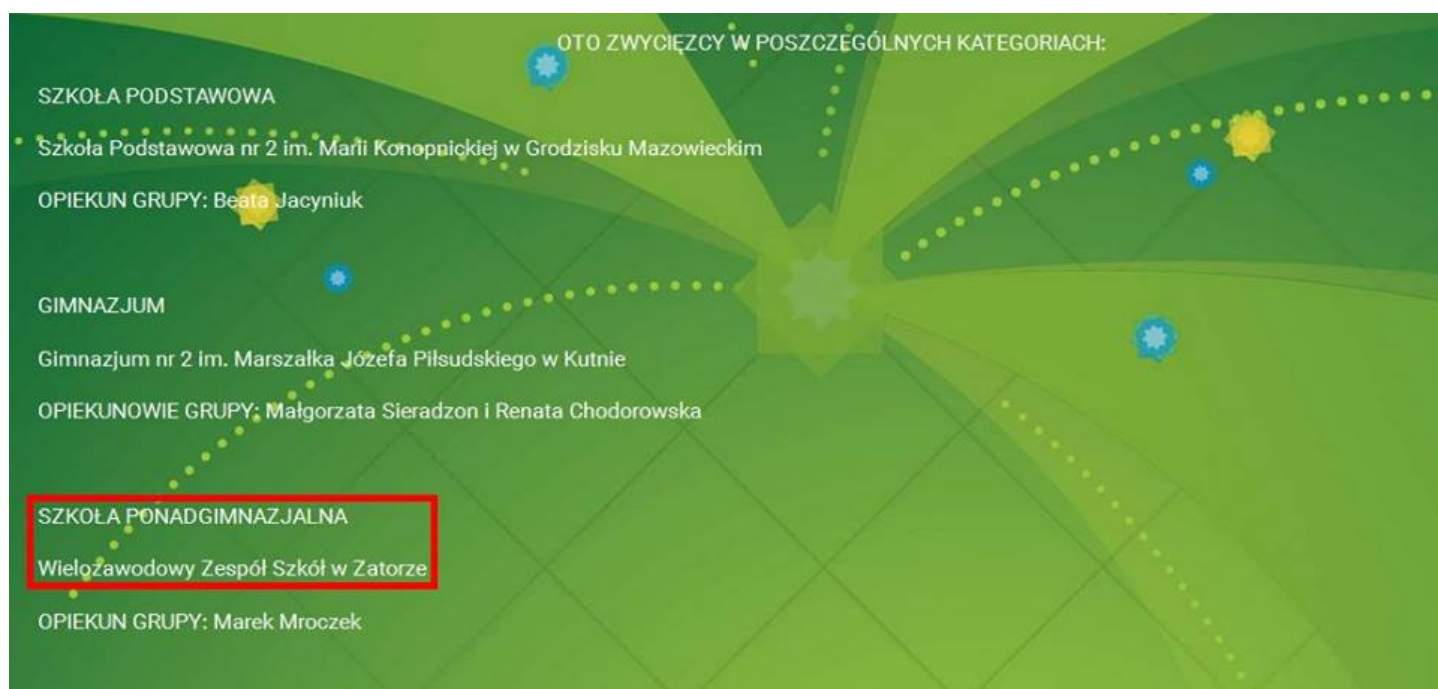 OTO ZWYCIĘZCY W POSZCZEGÓLNYCH KATEGORIACH:
SZKOŁA PODSTAWOWA
Szkoła Podstawowa nr 2 im. Marii Konopnickiej w Grodzisku Mazowieckim
OPIEKUN GRUPY: Beata Jacyniuk
GIMNAZJUM
Gimnazjum nr 2 im. Marszałka Józefa Piłsudskiego w Kutnie
OPIEKUNOWIE GRUPY: Małgorzata Sieradzon i Renata Chodorowska
SZKOŁA PONADGIMNAZJALNA
Wielozawodowy Zespół Szkół w Zatorze
OPIEKUN GRUPY: Marek Mroczek